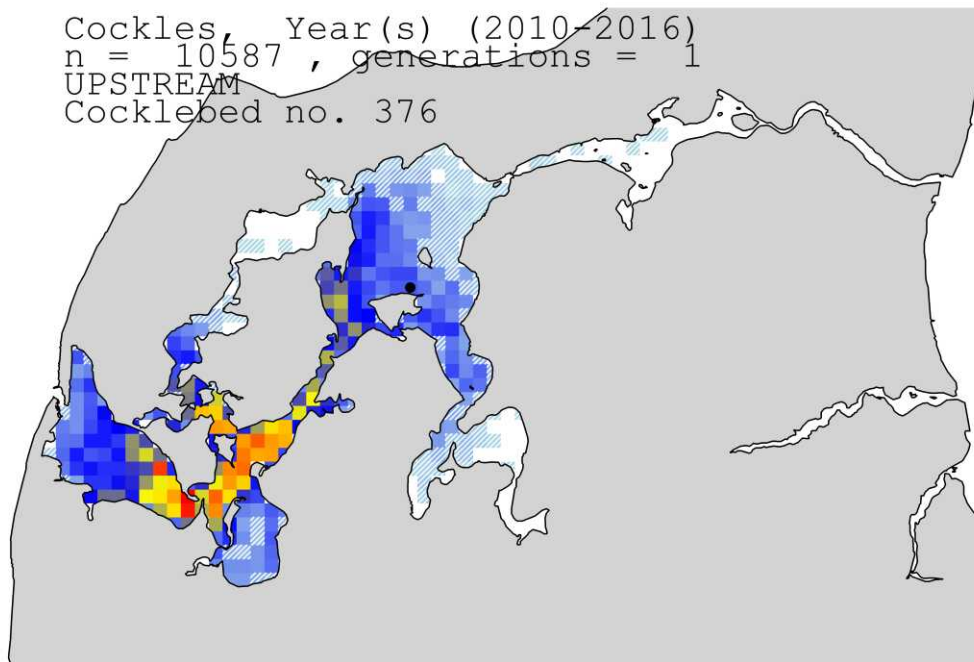 Cockles, Year(s) (2010-2016)
n = 10587 , generations = 1
UPSTREAM
Cocklebed no. 376